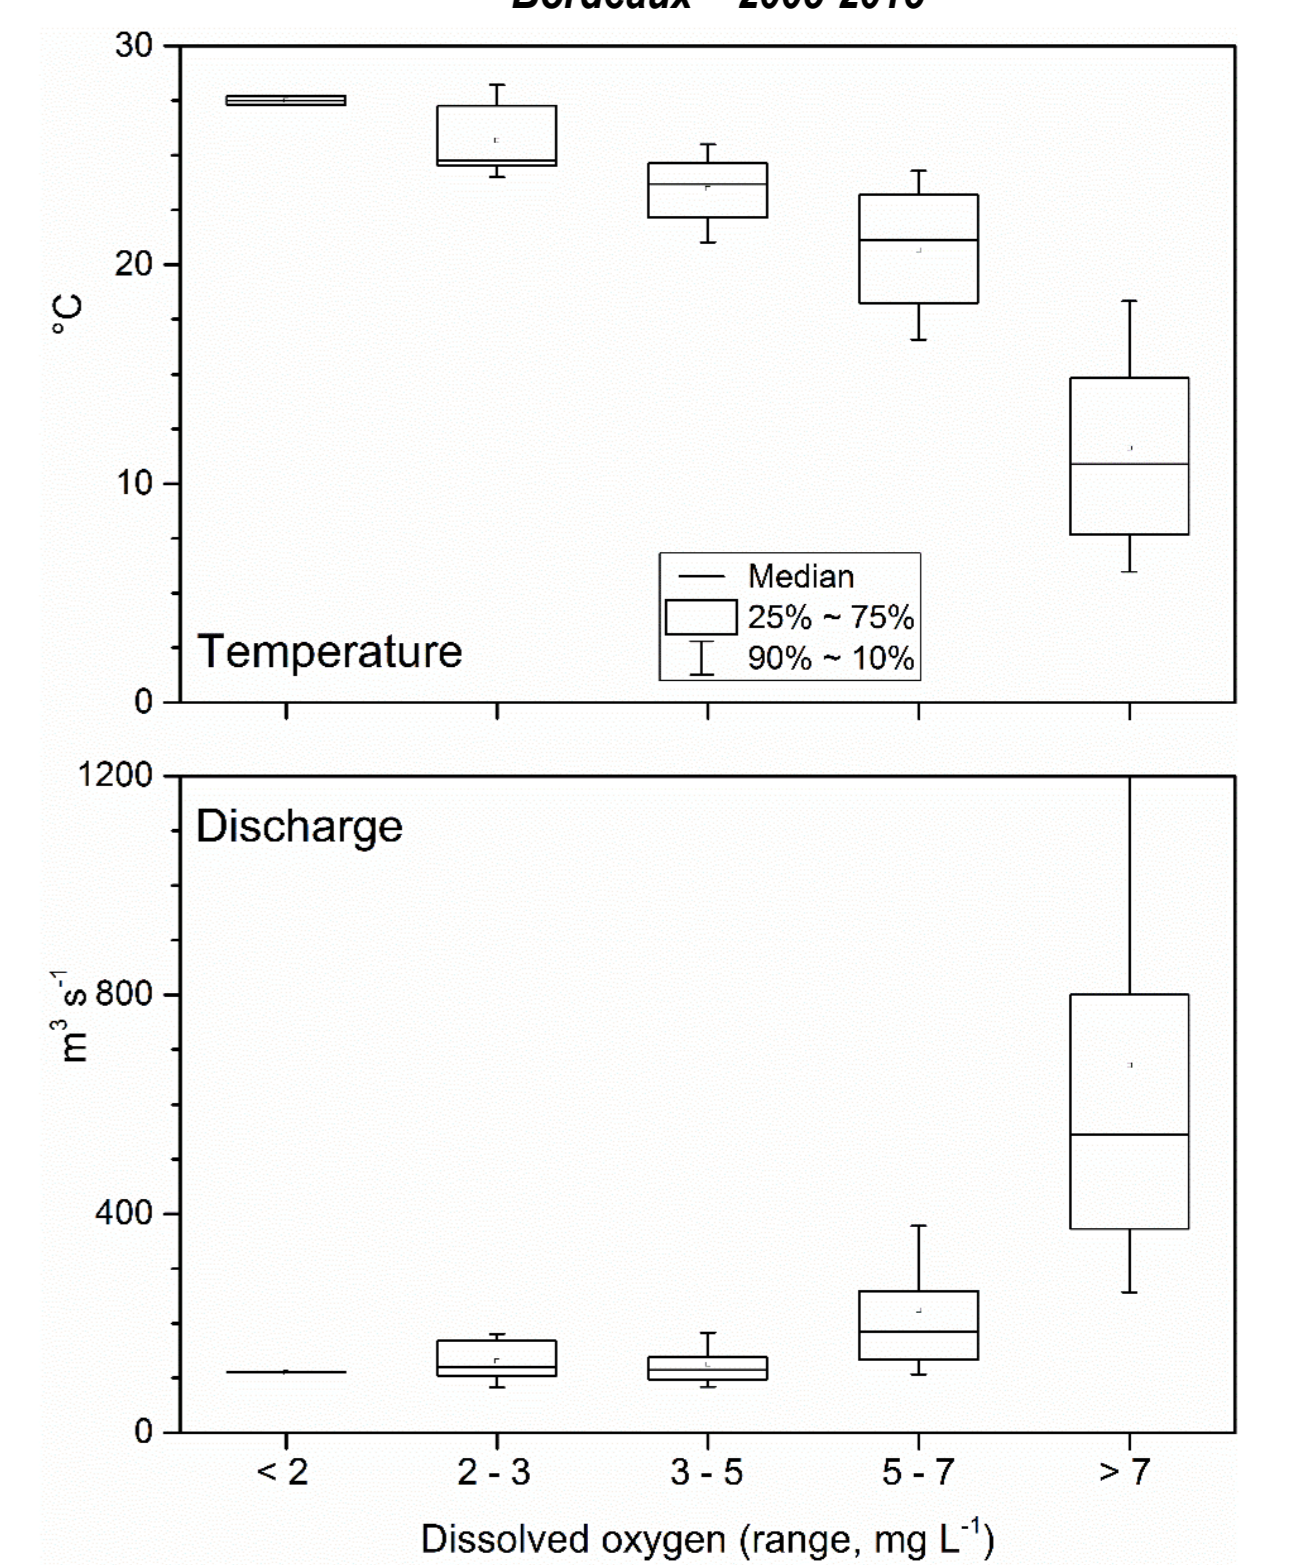 30
20
°C
10
0
Temperature
Median
25% ~ 75%
90% ~ 10%
1200
Discharge
800
m³ s⁻¹
400
0
< 2
2 - 3
3 - 5
5 - 7
> 7
Dissolved oxygen (range, mg L⁻¹)